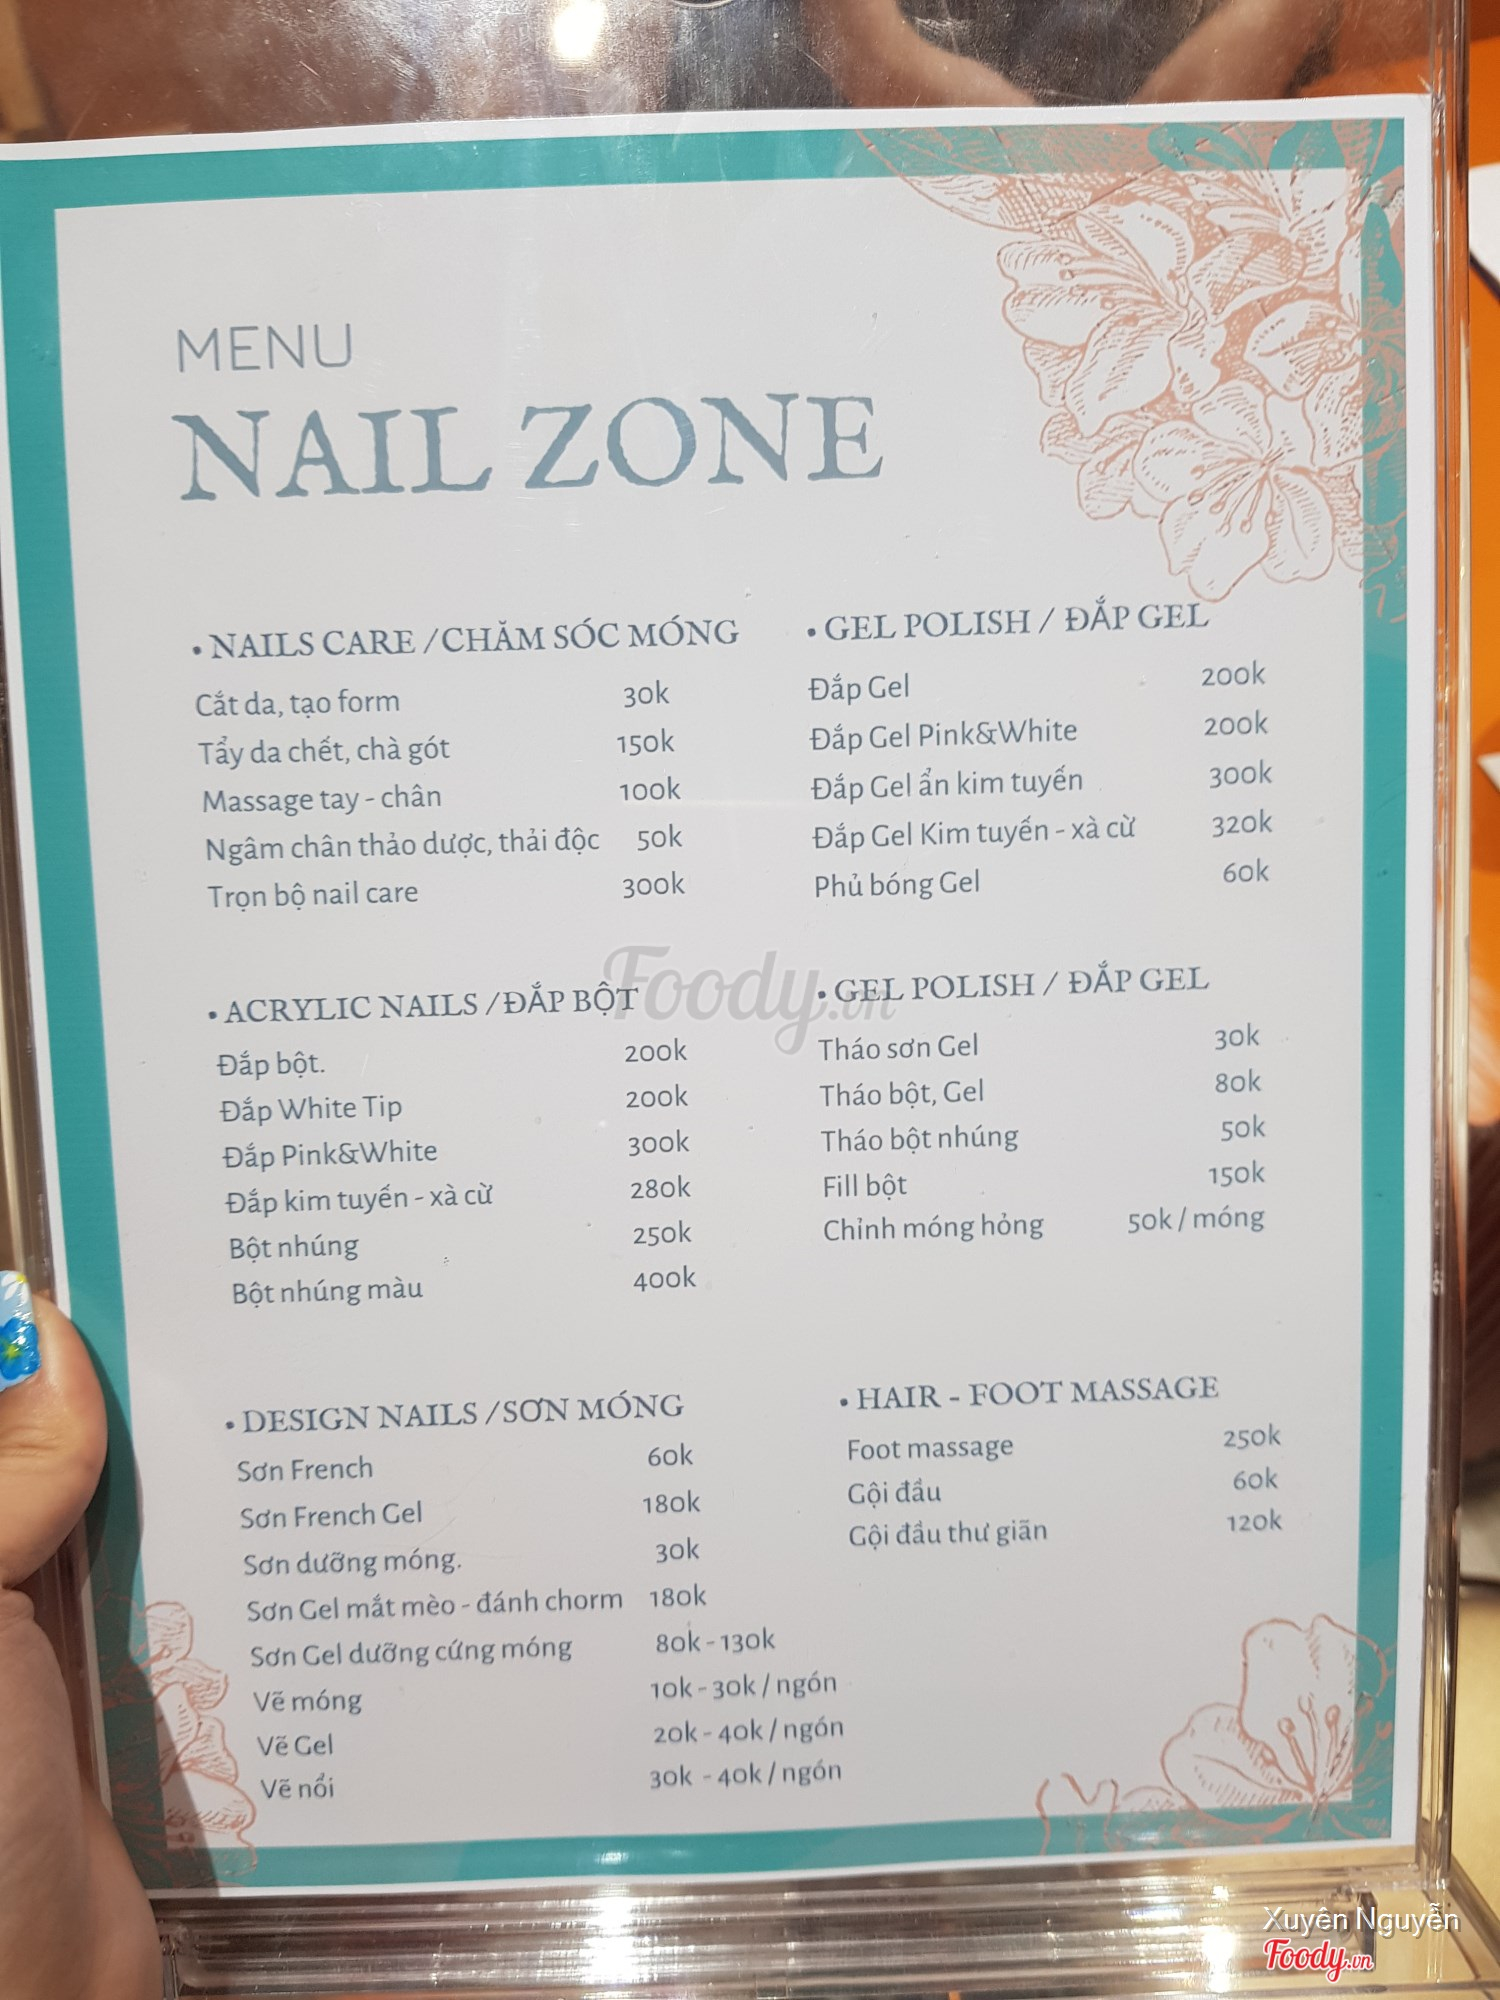 MENU
NAIL ZONE
• NAILS CARE / CHĂM SÓC MÓNG
Cắt da, tạo form 30k
Tẩy da chết, chà gót 150k
Massage tay - chân 100k
Ngâm chân thảo dược, thải độc 50k
Trọn bộ nail care 300k
• ACRYLIC NAILS / ĐẮP BỘT
Đắp bột. 200k
Đắp White Tip 200k
Đắp Pink&White 300k
Đắp kim tuyến - xà cừ 280k
Bột nhúng 250k
Bột nhúng màu 400k
• DESIGN NAILS / SƠN MÓNG
Sơn French 60k
Sơn French Gel 180k
Sơn dưỡng móng. 30k
Sơn Gel mắt mèo - đánh chorm 180k
Sơn Gel dưỡng cứng móng 80k - 130k
Vẽ móng 10k - 30k / ngón
Vẽ Gel 20k - 40k / ngón
Vẽ nổi 30k - 40k / ngón
• GEL POLISH / ĐẮP GEL
Đắp Gel 200k
Đắp Gel Pink&White 200k
Đắp Gel ẩn kim tuyến 300k
Đắp Gel Kim tuyến - xà cừ 320k
Phủ bóng Gel 60k
• GEL POLISH / ĐẮP GEL
Tháo sơn Gel 30k
Tháo bột, Gel 80k
Tháo bột nhúng 50k
Fill bột 150k
Chỉnh móng hỏng 50k / móng
• HAIR - FOOT MASSAGE
Foot massage 250k
Gội đầu 60k
Gội đầu thư giãn 120k
Foody.vn
Xuyên Nguyễn
Foody.vn